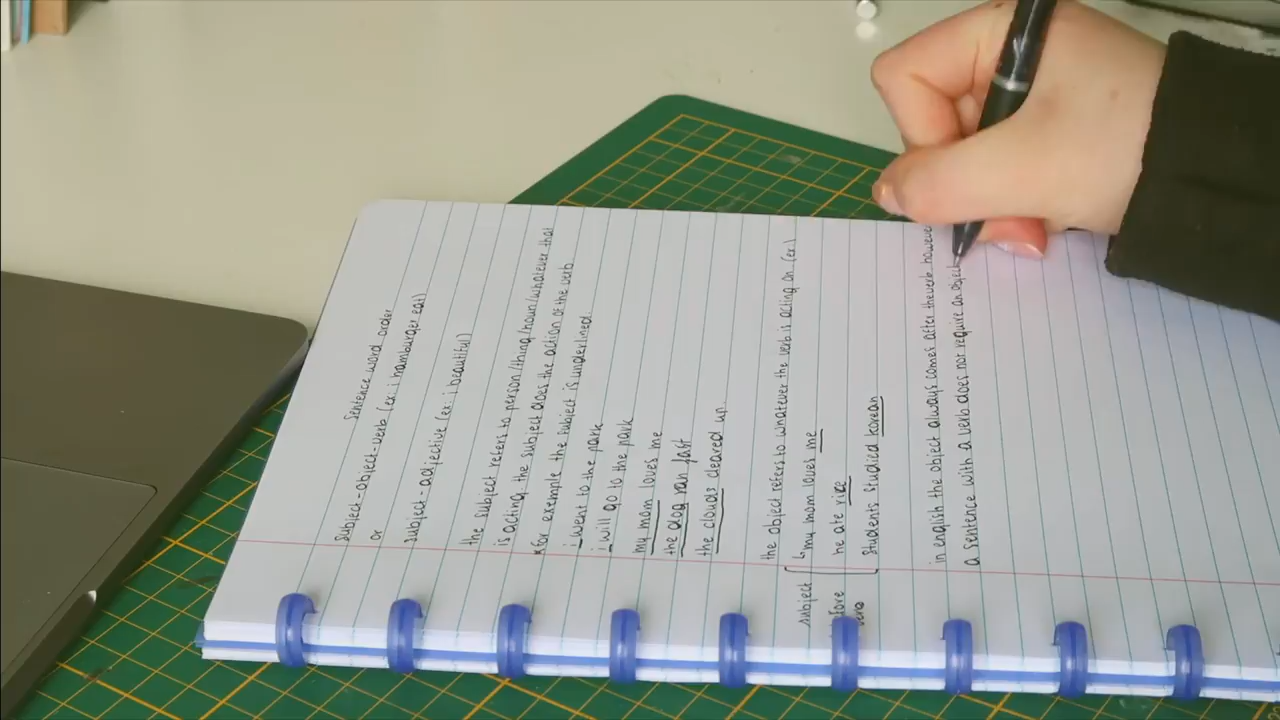 Sentence word order
Subject-object-verb (ex: i hamburger eat)
or
subject-adjective (ex: i beautiful)
the subject refers to person/thing/noun/whatever that
is acting, the subject does the action of the verb
*for exemple the subject is underlined
i went to the park
i will go to the park
my mom loves me
the dog ran fast
the clouds cleared up.
the object refers to whatever the verb is acting on (ex:)
subject my mom loves me
he ate rice
students studied korean
in english the object always comes after the verb however
a sentence with a verb does not require an object